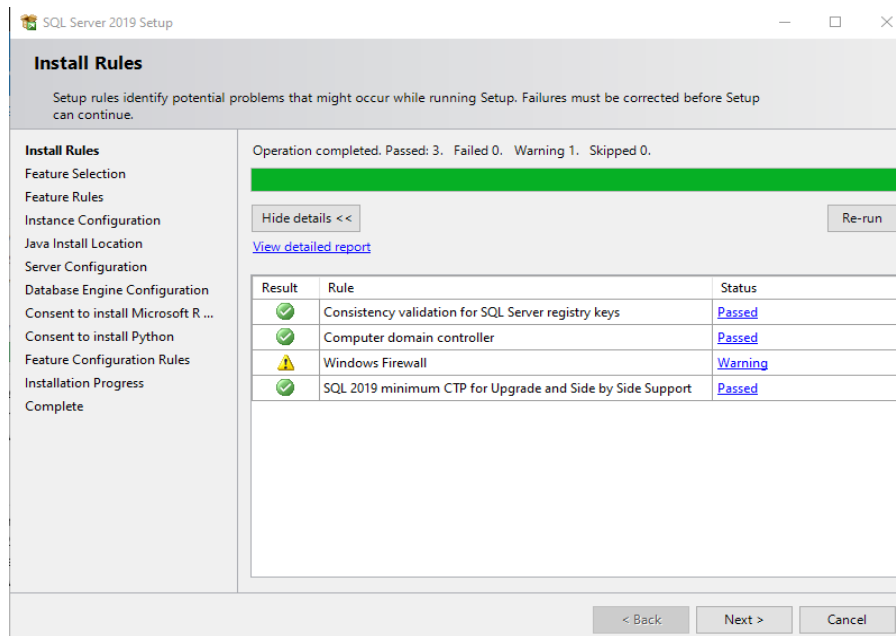 SQL Server 2019 Setup
Install Rules
Setup rules identify potential problems that might occur while running Setup. Failures must be corrected before Setup
can continue.
Install Rules
Feature Selection
Feature Rules
Instance Configuration
Java Install Location
Server Configuration
Database Engine Configuration
Consent to install Microsoft R ...
Consent to install Python
Feature Configuration Rules
Installation Progress
Complete
Operation completed. Passed: 3.   Failed 0.   Warning 1.   Skipped 0.
Hide details <<
Re-run
View detailed report
Result Rule Status
Consistency validation for SQL Server registry keys Passed
Computer domain controller Passed
Windows Firewall Warning
SQL 2019 minimum CTP for Upgrade and Side by Side Support Passed
< Back Next > Cancel